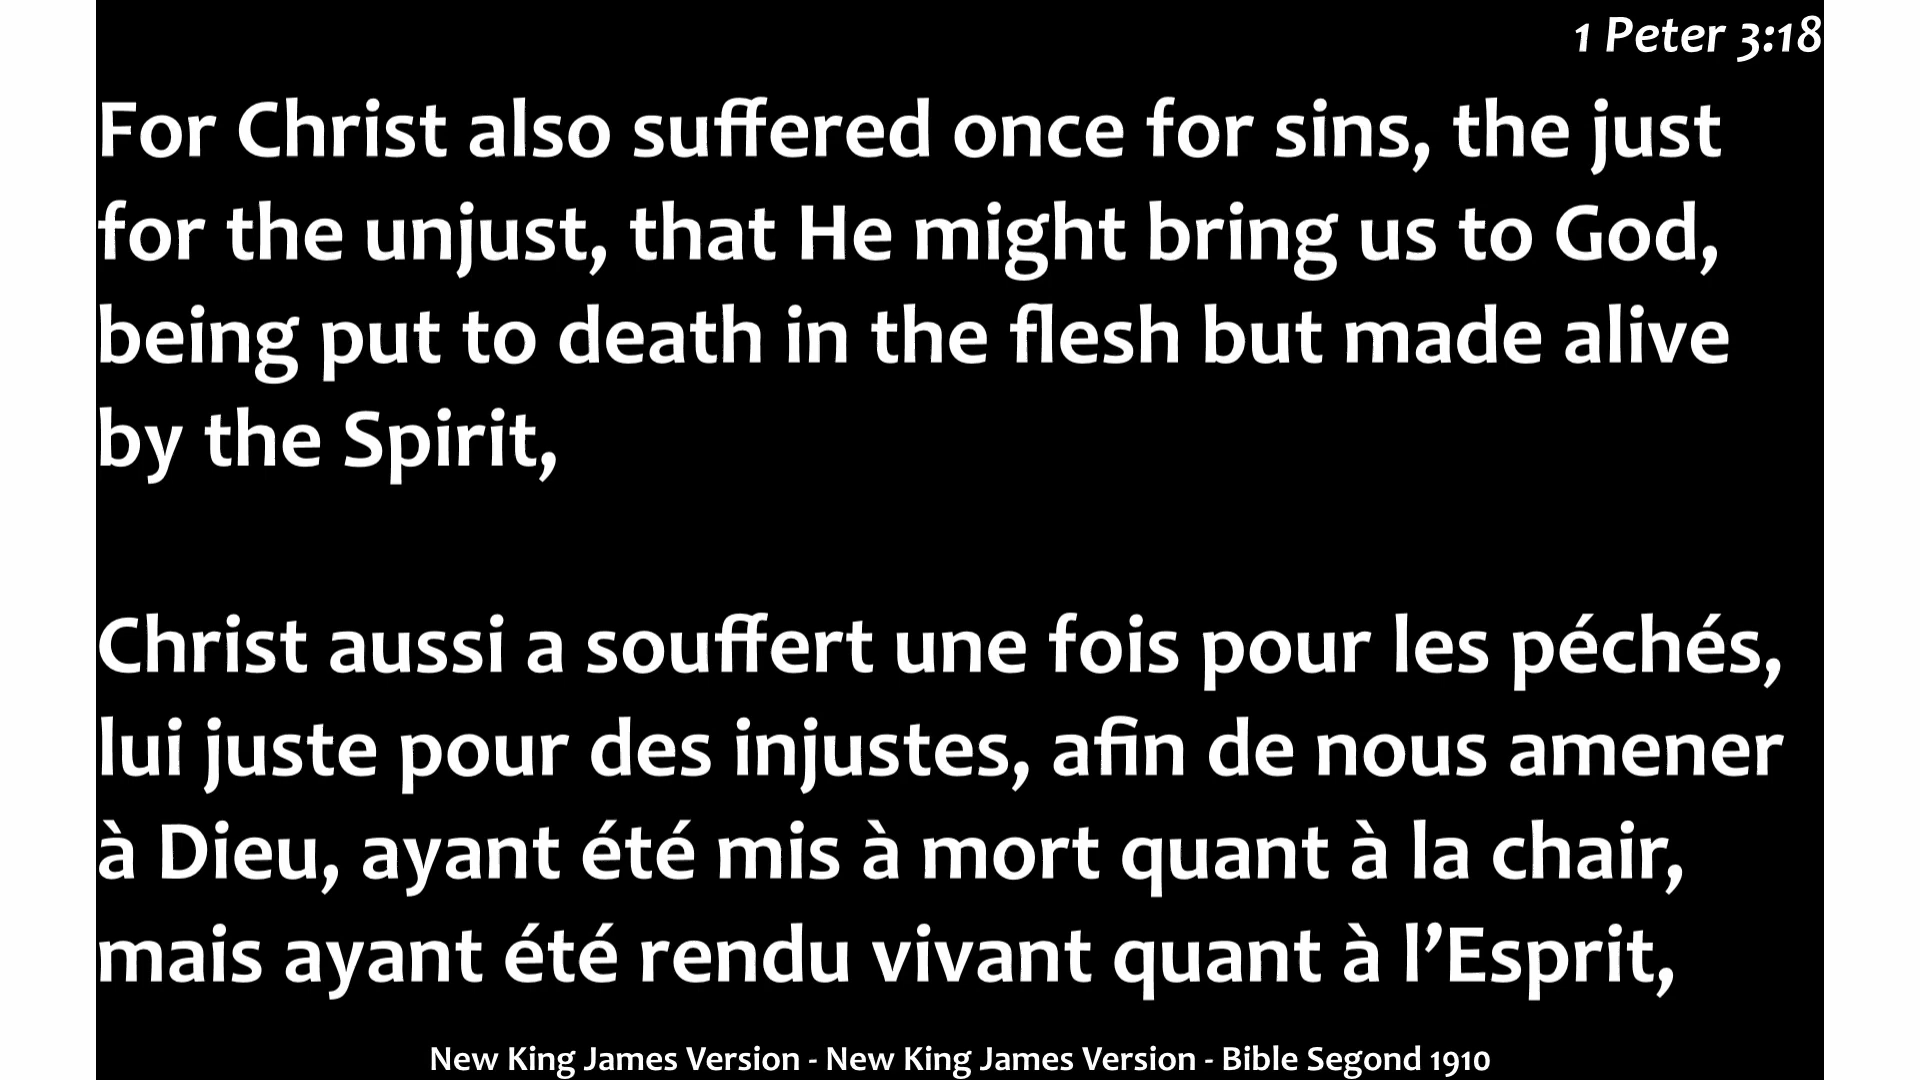 1 Peter 3:18
For Christ also suffered once for sins, the just
for the unjust, that He might bring us to God,
being put to death in the flesh but made alive
by the Spirit,
Christ aussi a souffert une fois pour les péchés,
lui juste pour des injustes, afin de nous amener
à Dieu, ayant été mis à mort quant à la chair,
mais ayant été rendu vivant quant à l’Esprit,
New King James Version - New King James Version - Bible Segond 1910